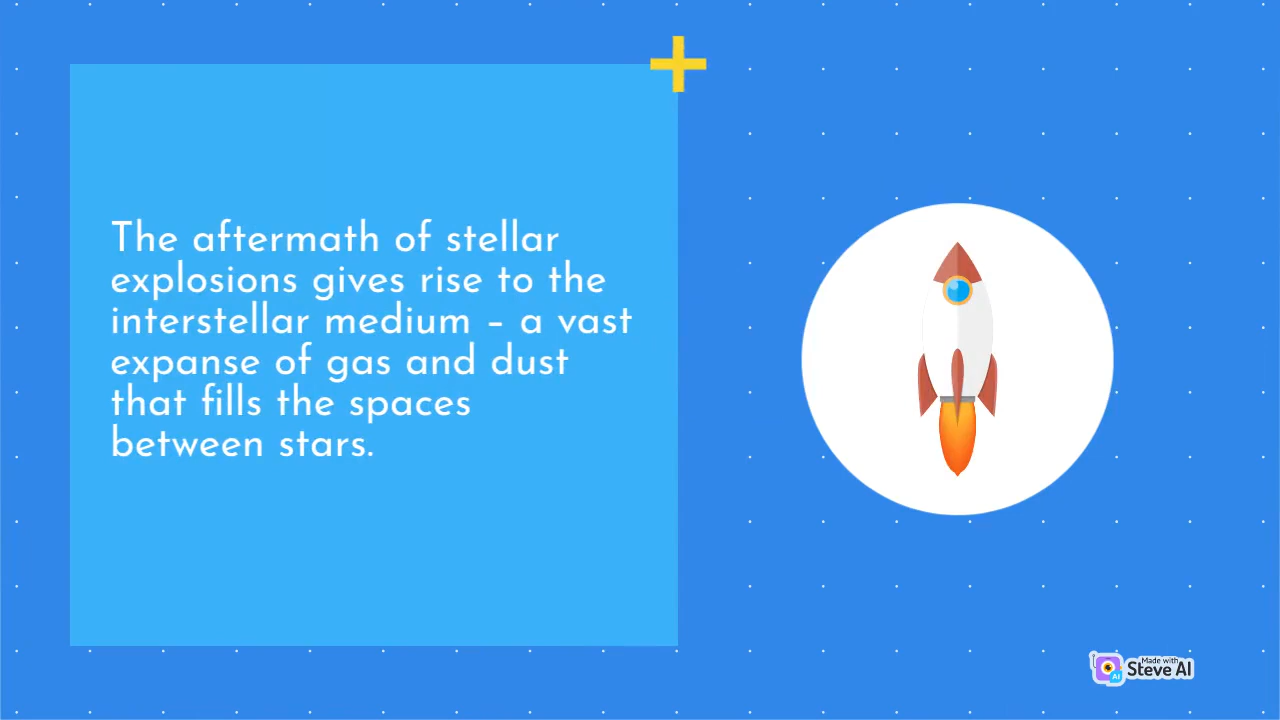 The aftermath of stellar
explosions gives rise to the
interstellar medium – a vast
expanse of gas and dust
that fills the spaces
between stars.
Made with
Steve AI
AI